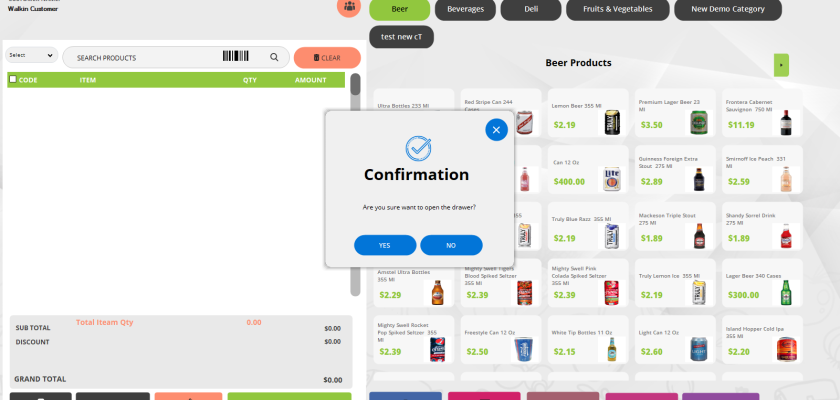 Walkin Customer
Beer
Beverages
Deli
Fruits & Vegetables
New Demo Category
test new cT
Select
SEARCH PRODUCTS
CLEAR
CODE
ITEM
QTY
AMOUNT
Beer Products
Ultra Bottles 233 Ml
Red Stripe Can 244
Cases
Lemon Beer 355 Ml
$2.19
Premium Lager Beer 22
Ml
$3.50
Frontera Cabernet
Sauvignon 750 Ml
$11.19
Can 12 Oz
$400.00
Guinness Foreign Extra
Stout 275 Ml
$2.89
Smirnoff Ice Peach 331
Ml
$2.59
355
Truly Blue Razz 355 Ml
$2.19
Mackeson Triple Stout
275 Ml
$1.89
Shandy Sorrel Drink
275 Ml
$1.89
Confirmation
Are you sure want to open the drawer?
YES
NO
Amstel Ultra Bottles
355 Ml
$2.29
Mighty Swell Tigers
Blood Spiked Seltzer
355 Ml
$2.39
Mighty Swell Pink
Colada Spiked Seltzer
355 Ml
$2.39
Truly Lemon Ice 355 Ml
$2.19
Lager Beer 340 Cases
$300.00
Mighty Swell Rocket
Pop Spiked Seltzer 355
Ml
$2.39
Freestyle Can 12 Oz
$2.50
White Tip Bottles 11 Oz
$2.15
Light Can 12 Oz
$2.60
Island Hopper Cold Ipa
355 Ml
$2.20
Total Iteam Qty
0.00
SUB TOTAL
$0.00
DISCOUNT
$0.00
GRAND TOTAL
$0.00